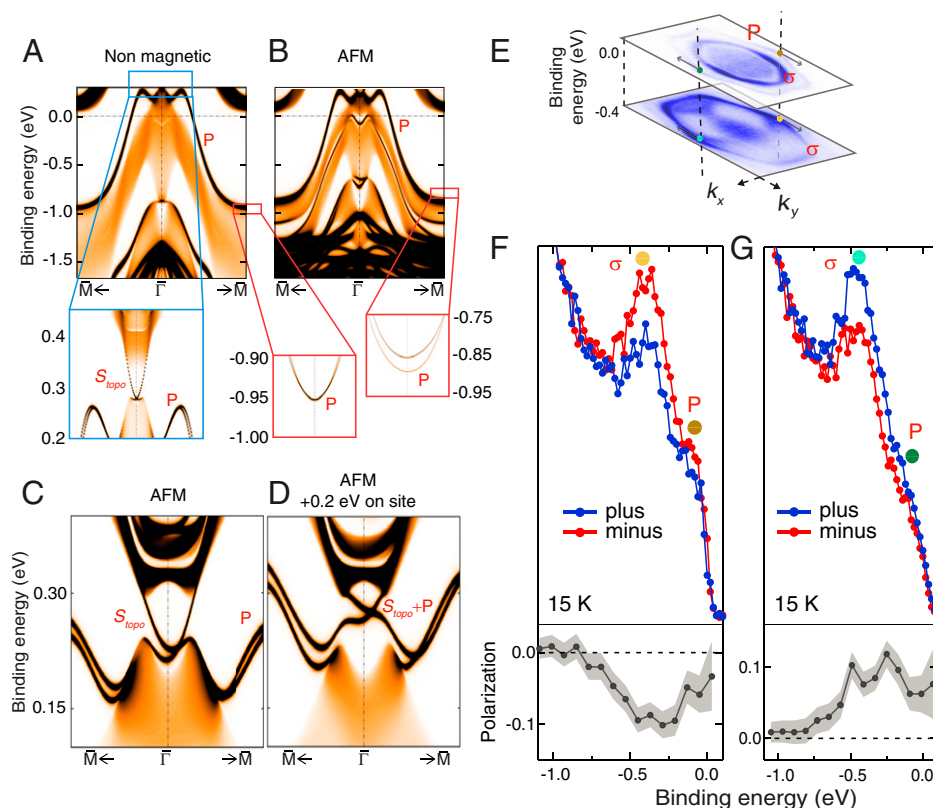 A
Non magnetic
B
AFM
Binding energy (eV)
0.0
-0.5
-1.0
-1.5
P
P
M̄← Γ̄ →M̄
M̄← Γ̄ →M̄
0.4
0.3
0.2
S_topo
P
-0.90
-0.95
-1.00
P
-0.75
-0.85
-0.95
P
C
AFM
D
AFM
+0.2 eV on site
Binding energy (eV)
0.30
0.15
S_topo
P
S_topo+P
M̄← Γ̄ →M̄
M̄← Γ̄ →M̄
E
Binding
energy (eV)
0.0
-0.4
P
σ
σ
k_x
k_y
F
σ
P
plus
minus
15 K
G
σ
P
plus
minus
15 K
Polarization
0.0
-0.1
0.1
0.0
-1.0 -0.5 0.0
-1.0 -0.5 0.0
Binding energy (eV)